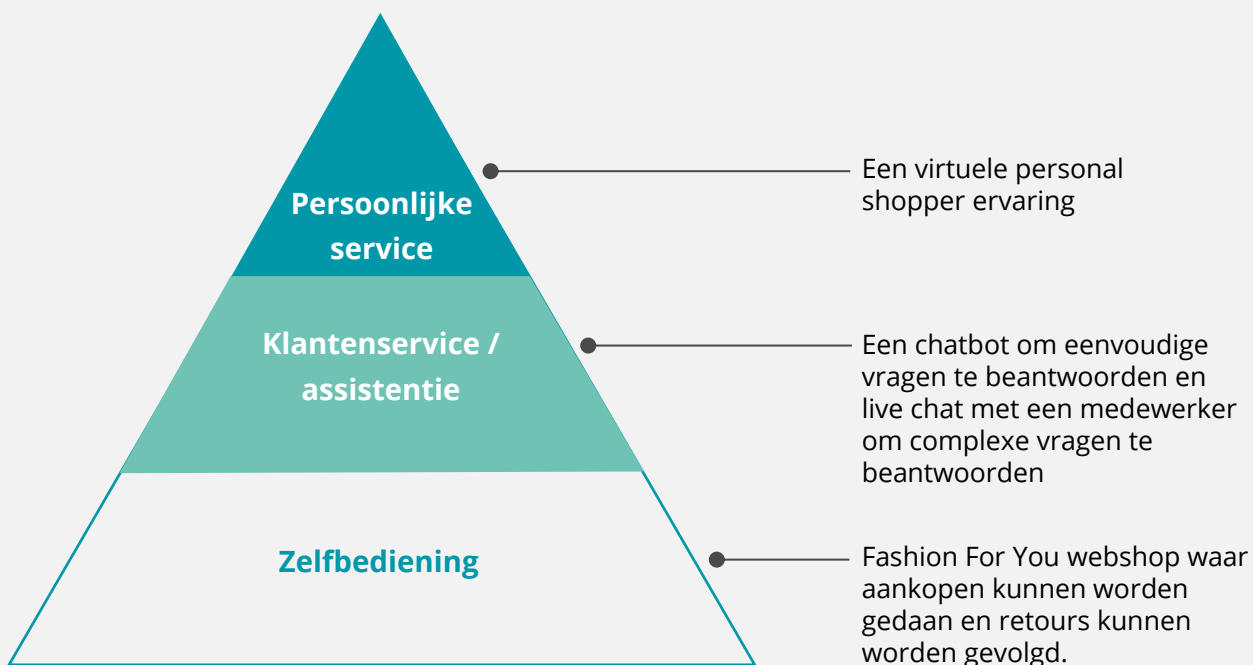 Persoonlijke
service
Een virtuele personal
shopper ervaring
Klantenservice /
assistentie
Een chatbot om eenvoudige
vragen te beantwoorden en
live chat met een medewerker
om complexe vragen te
beantwoorden
Zelfbediening
Fashion For You webshop waar
aankopen kunnen worden
gedaan en retours kunnen
worden gevolgd.